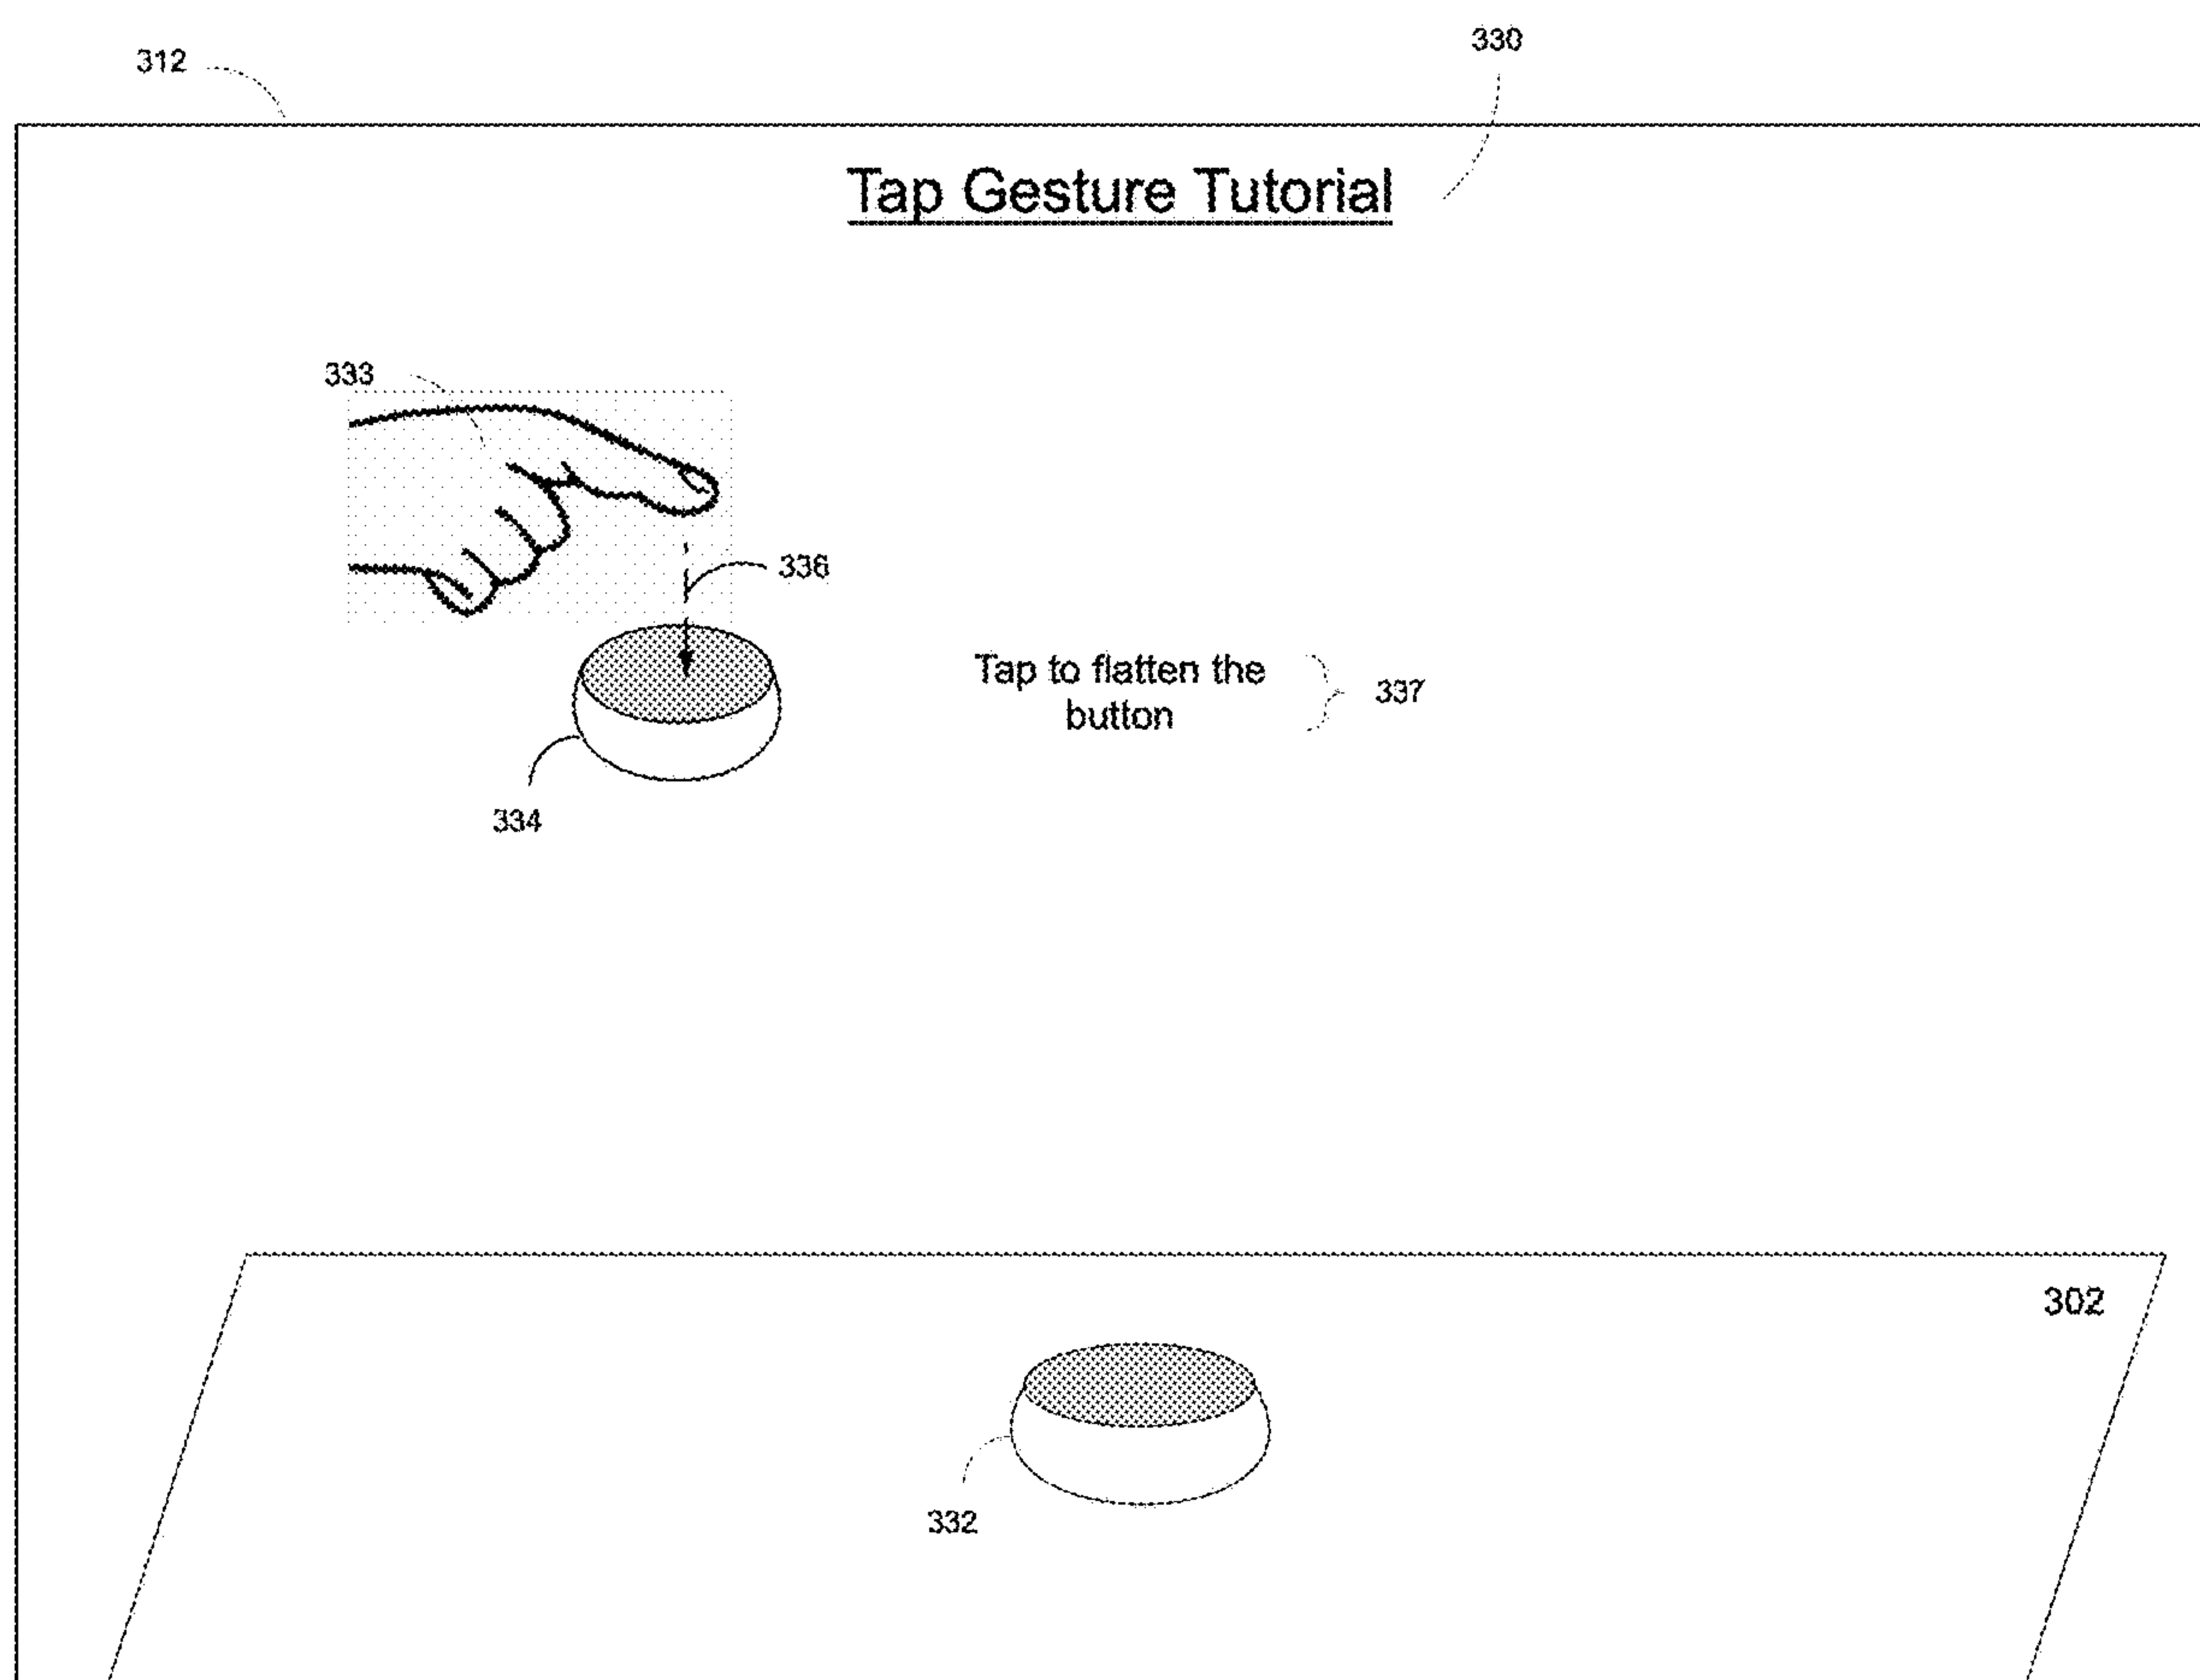 312
330
Tap Gesture Tutorial
333
336
Tap to flatten the
button
337
334
302
332